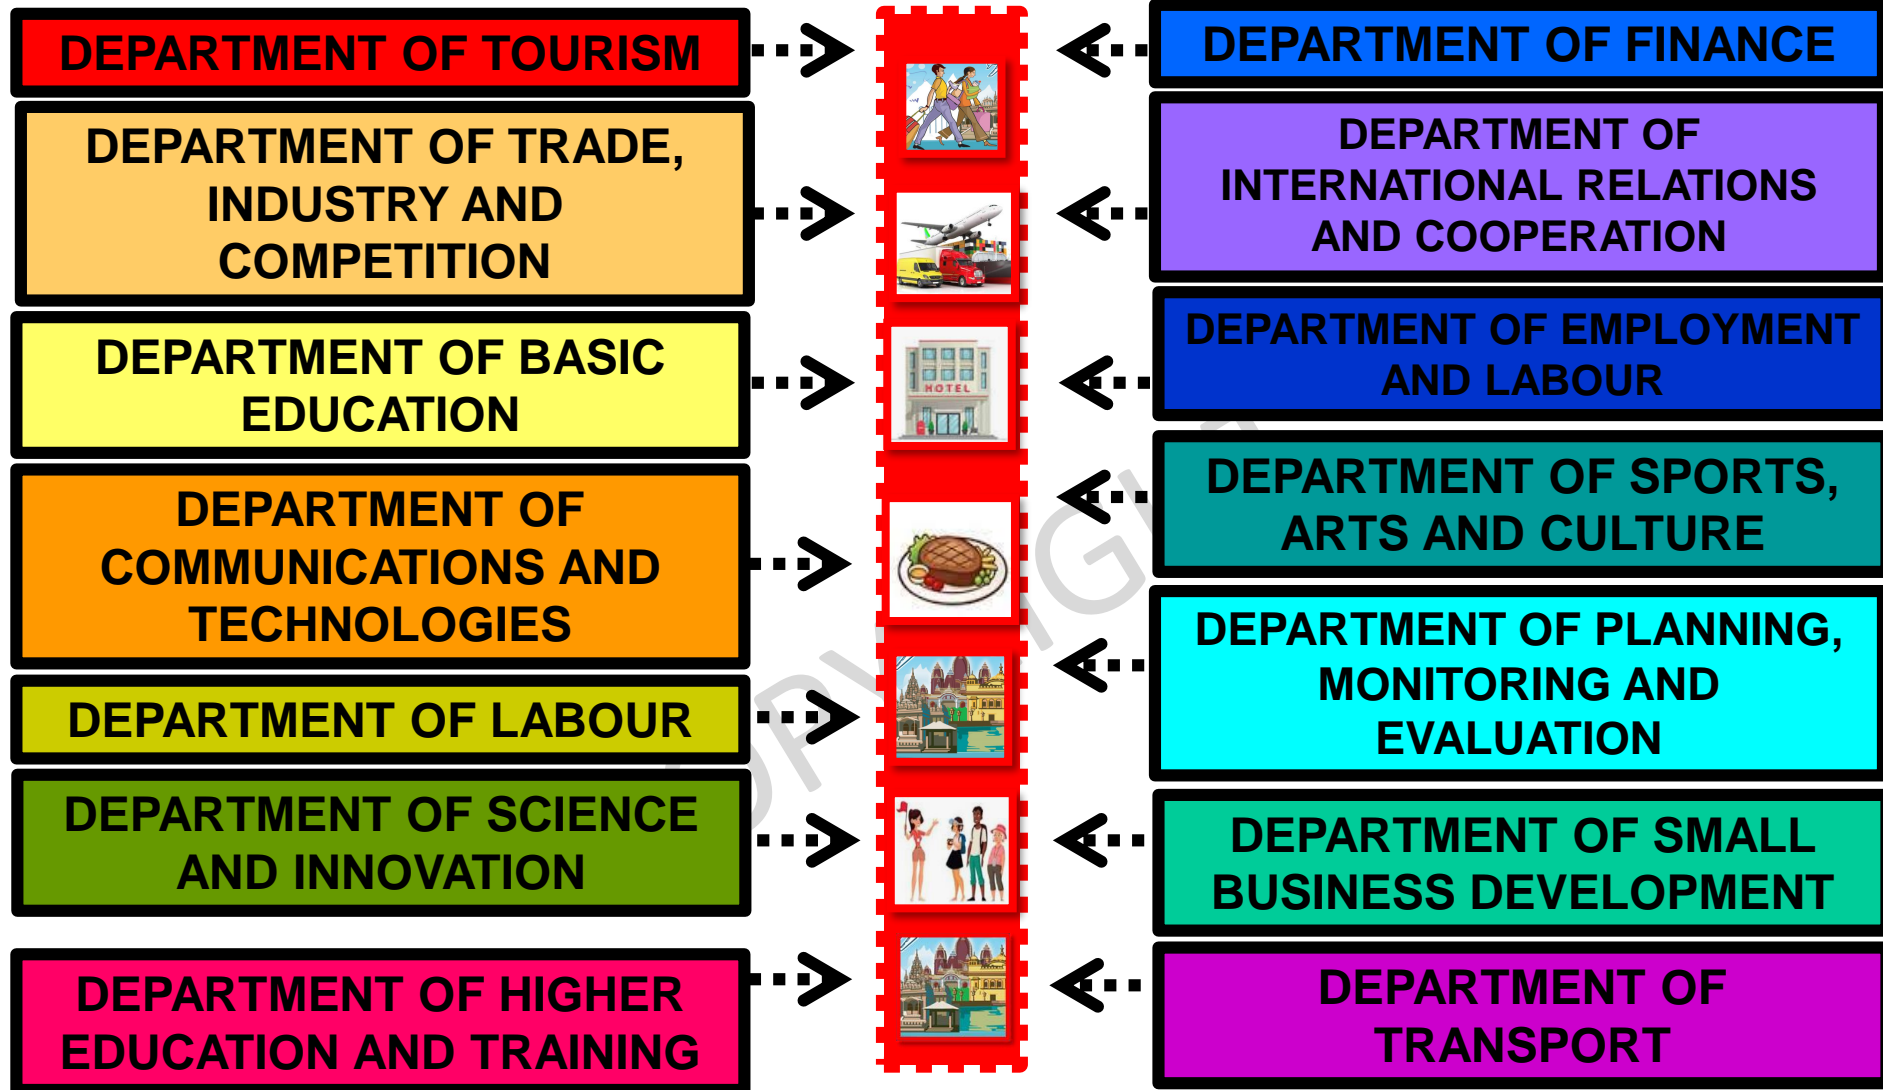 DEPARTMENT OF TOURISM
DEPARTMENT OF TRADE,
INDUSTRY AND
COMPETITION
DEPARTMENT OF BASIC
EDUCATION
DEPARTMENT OF
COMMUNICATIONS AND
TECHNOLOGIES
DEPARTMENT OF LABOUR
DEPARTMENT OF SCIENCE
AND INNOVATION
DEPARTMENT OF HIGHER
EDUCATION AND TRAINING
HOTEL
DEPARTMENT OF FINANCE
DEPARTMENT OF
INTERNATIONAL RELATIONS
AND COOPERATION
DEPARTMENT OF EMPLOYMENT
AND LABOUR
DEPARTMENT OF SPORTS,
ARTS AND CULTURE
DEPARTMENT OF PLANNING,
MONITORING AND
EVALUATION
DEPARTMENT OF SMALL
BUSINESS DEVELOPMENT
DEPARTMENT OF
TRANSPORT